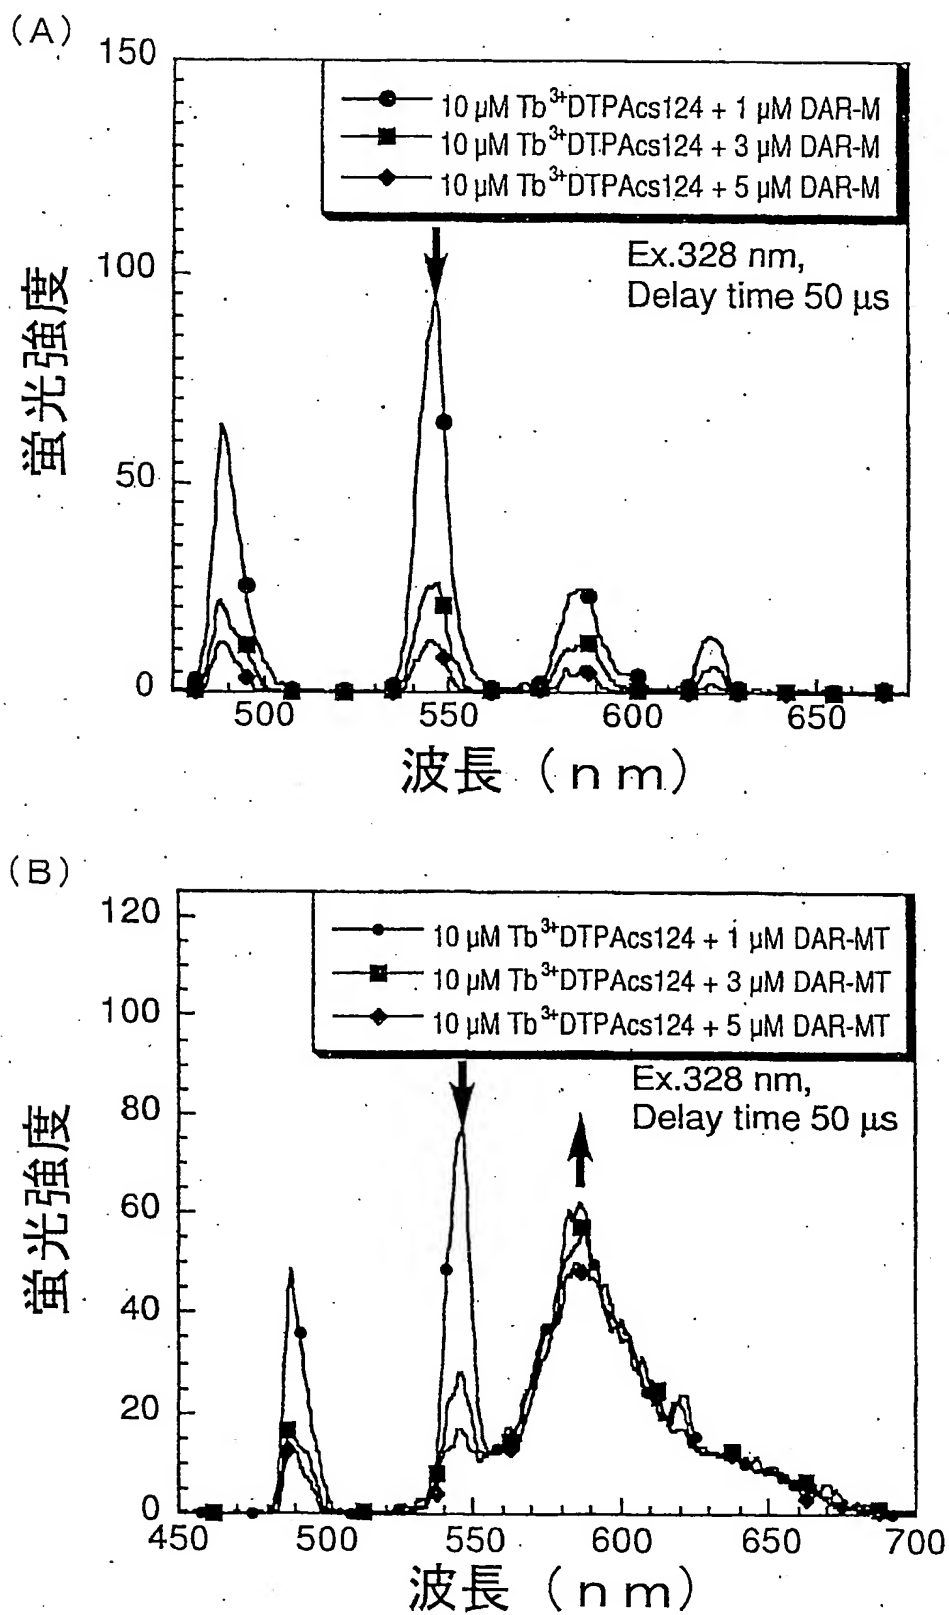 (A)
150
100
50
0
10 µM Tb³⁺DTPAcs124 + 1 µM DAR-M
10 µM Tb³⁺DTPAcs124 + 3 µM DAR-M
10 µM Tb³⁺DTPAcs124 + 5 µM DAR-M
Ex.328 nm,
Delay time 50 µs
蛍光強度
500 550 600 650
波長(nm)
(B)
120
100
80
60
40
20
0
10 µM Tb³⁺DTPAcs124 + 1 µM DAR-MT
10 µM Tb³⁺DTPAcs124 + 3 µM DAR-MT
10 µM Tb³⁺DTPAcs124 + 5 µM DAR-MT
Ex.328 nm,
Delay time 50 µs
蛍光強度
450 500 550 600 650 700
波長(nm)